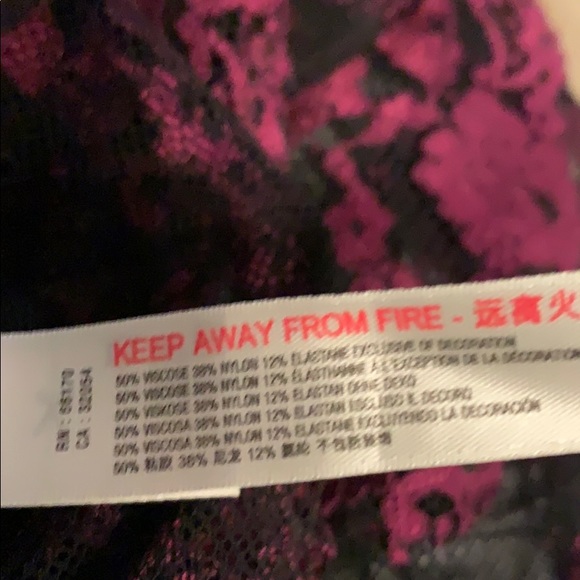 KEEP AWAY FROM FIRE - 远离火
50% VISCOSE 38% NYLON 12% ELASTANE EXCLUSIVE OF DECORATION
50% VISCOSE 38% NYLON 12% ÉLASTHANNE À L'EXCEPTION DE LA DÉCORATION
50% VISKOSE 38% NYLON 12% ELASTAN OHNE DEKO
50% VISCOSA 38% NYLON 12% ELASTAN ESCLUSO IL DECORO
50% VISCOSA 38% NYLON 12% ELASTANE EXCLUYENDO LA DECORACIÓN
50% 粘胶 38% 尼龙 12% 氨纶 不包括装饰
RN:
CA: